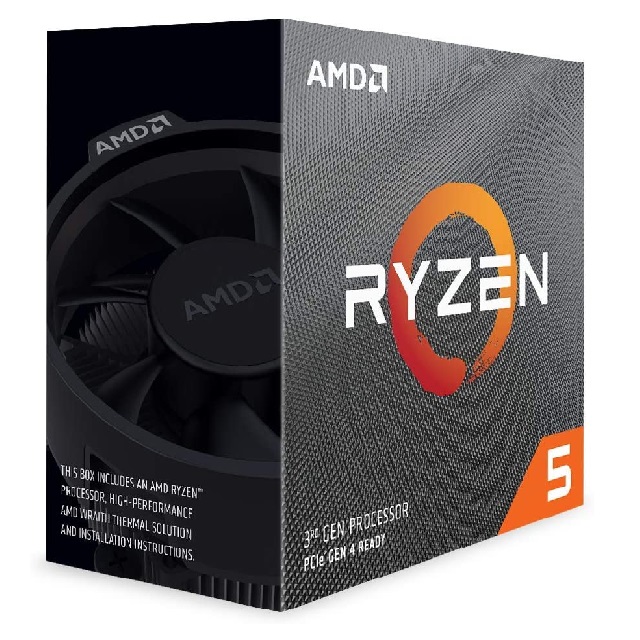 AMD
AMD
THIS BOX INCLUDES AN AMD RYZEN™
PROCESSOR, HIGH-PERFORMANCE
AMD WRAITH THERMAL SOLUTION
AND INSTALLATION INSTRUCTIONS.
AMD
RYZEN
5
3RD GEN PROCESSOR
PCIe GEN 4 READY